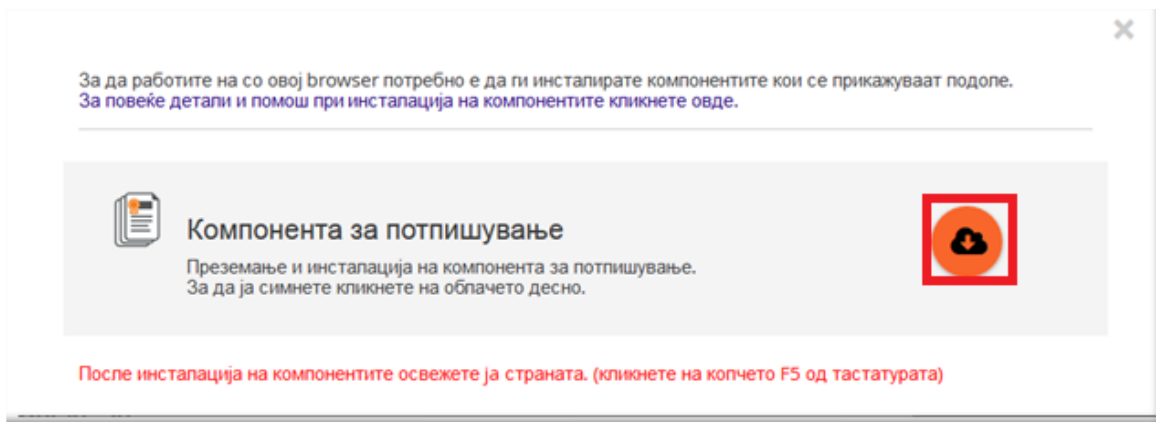 За да работите на со овој browser потребно е да ги инсталирате компонентите кои се прикажуваат подоле.
За повеќе детали и помош при инсталација на компонентите кликнете овде.
Компонента за потпишување
Преземање и инсталација на компонента за потпишување.
За да ја симнете кликнете на облачето десно.
После инсталација на компонентите освежете ја страната. (кликнете на копчето F5 од тастатурата)